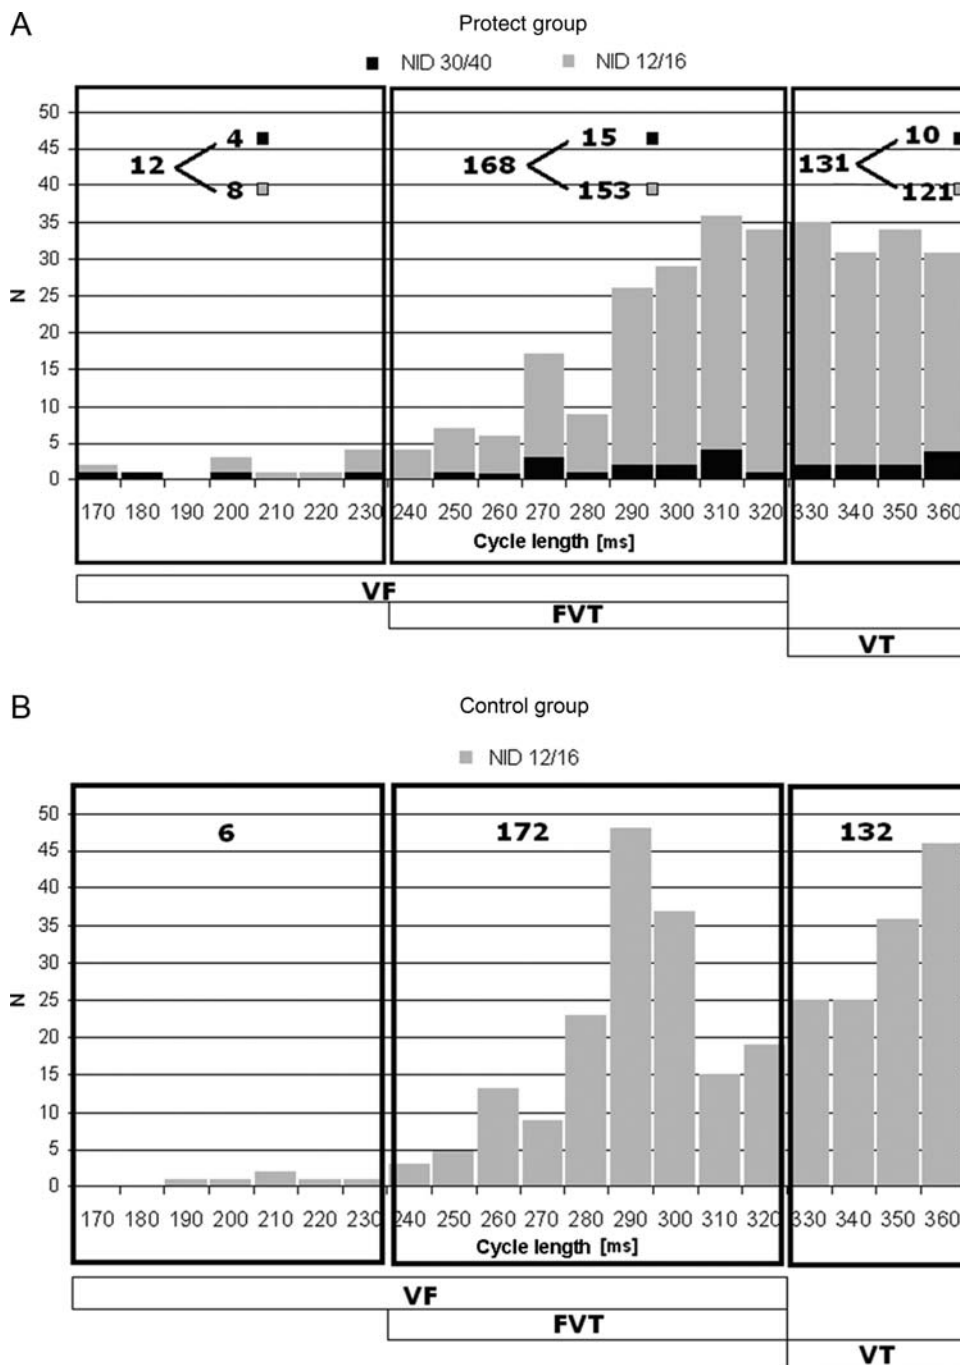 A
Protect group
NID 30/40 NID 12/16
50
45
40
35
30
25
20
15
10
5
0
N
12 4 8
168 15 153
131 10 121
170 180 190 200 210 220 230 240 250 260 270 280 290 300 310 320 330 340 350 360
Cycle length [ms]
VF
FVT
VT
B
Control group
NID 12/16
50
45
40
35
30
25
20
15
10
5
0
N
6 172 132
170 180 190 200 210 220 230 240 250 260 270 280 290 300 310 320 330 340 350 360
Cycle length [ms]
VF
FVT
VT